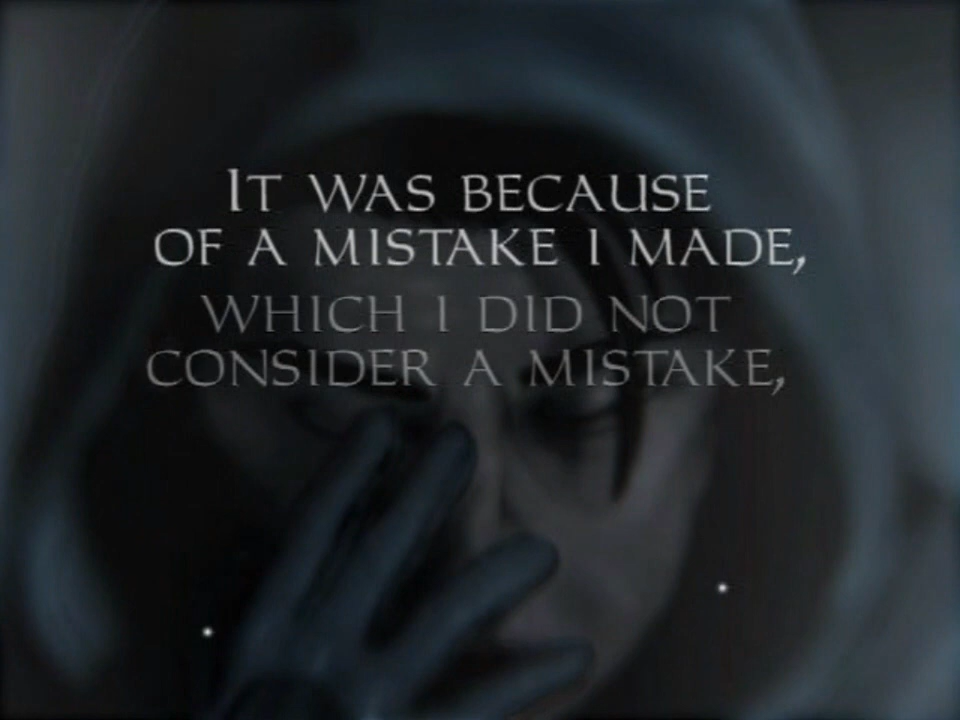 It was because
of a mistake I made,
which I did not
consider a mistake,